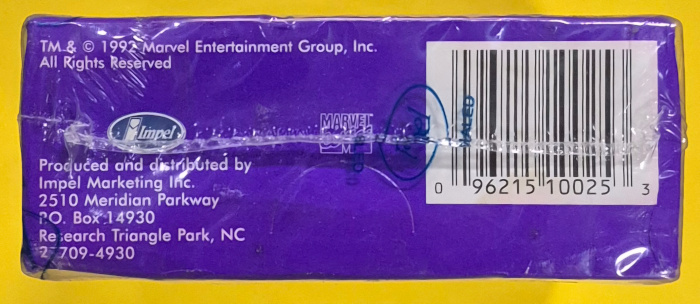 TM & © 1992 Marvel Entertainment Group, Inc.
All Rights Reserved
Impel
MARVEL
Produced and distributed by
Impel Marketing Inc.
2510 Meridian Parkway
P.O. Box 14930
Research Triangle Park, NC
27709-4930
0 96215 10025 3